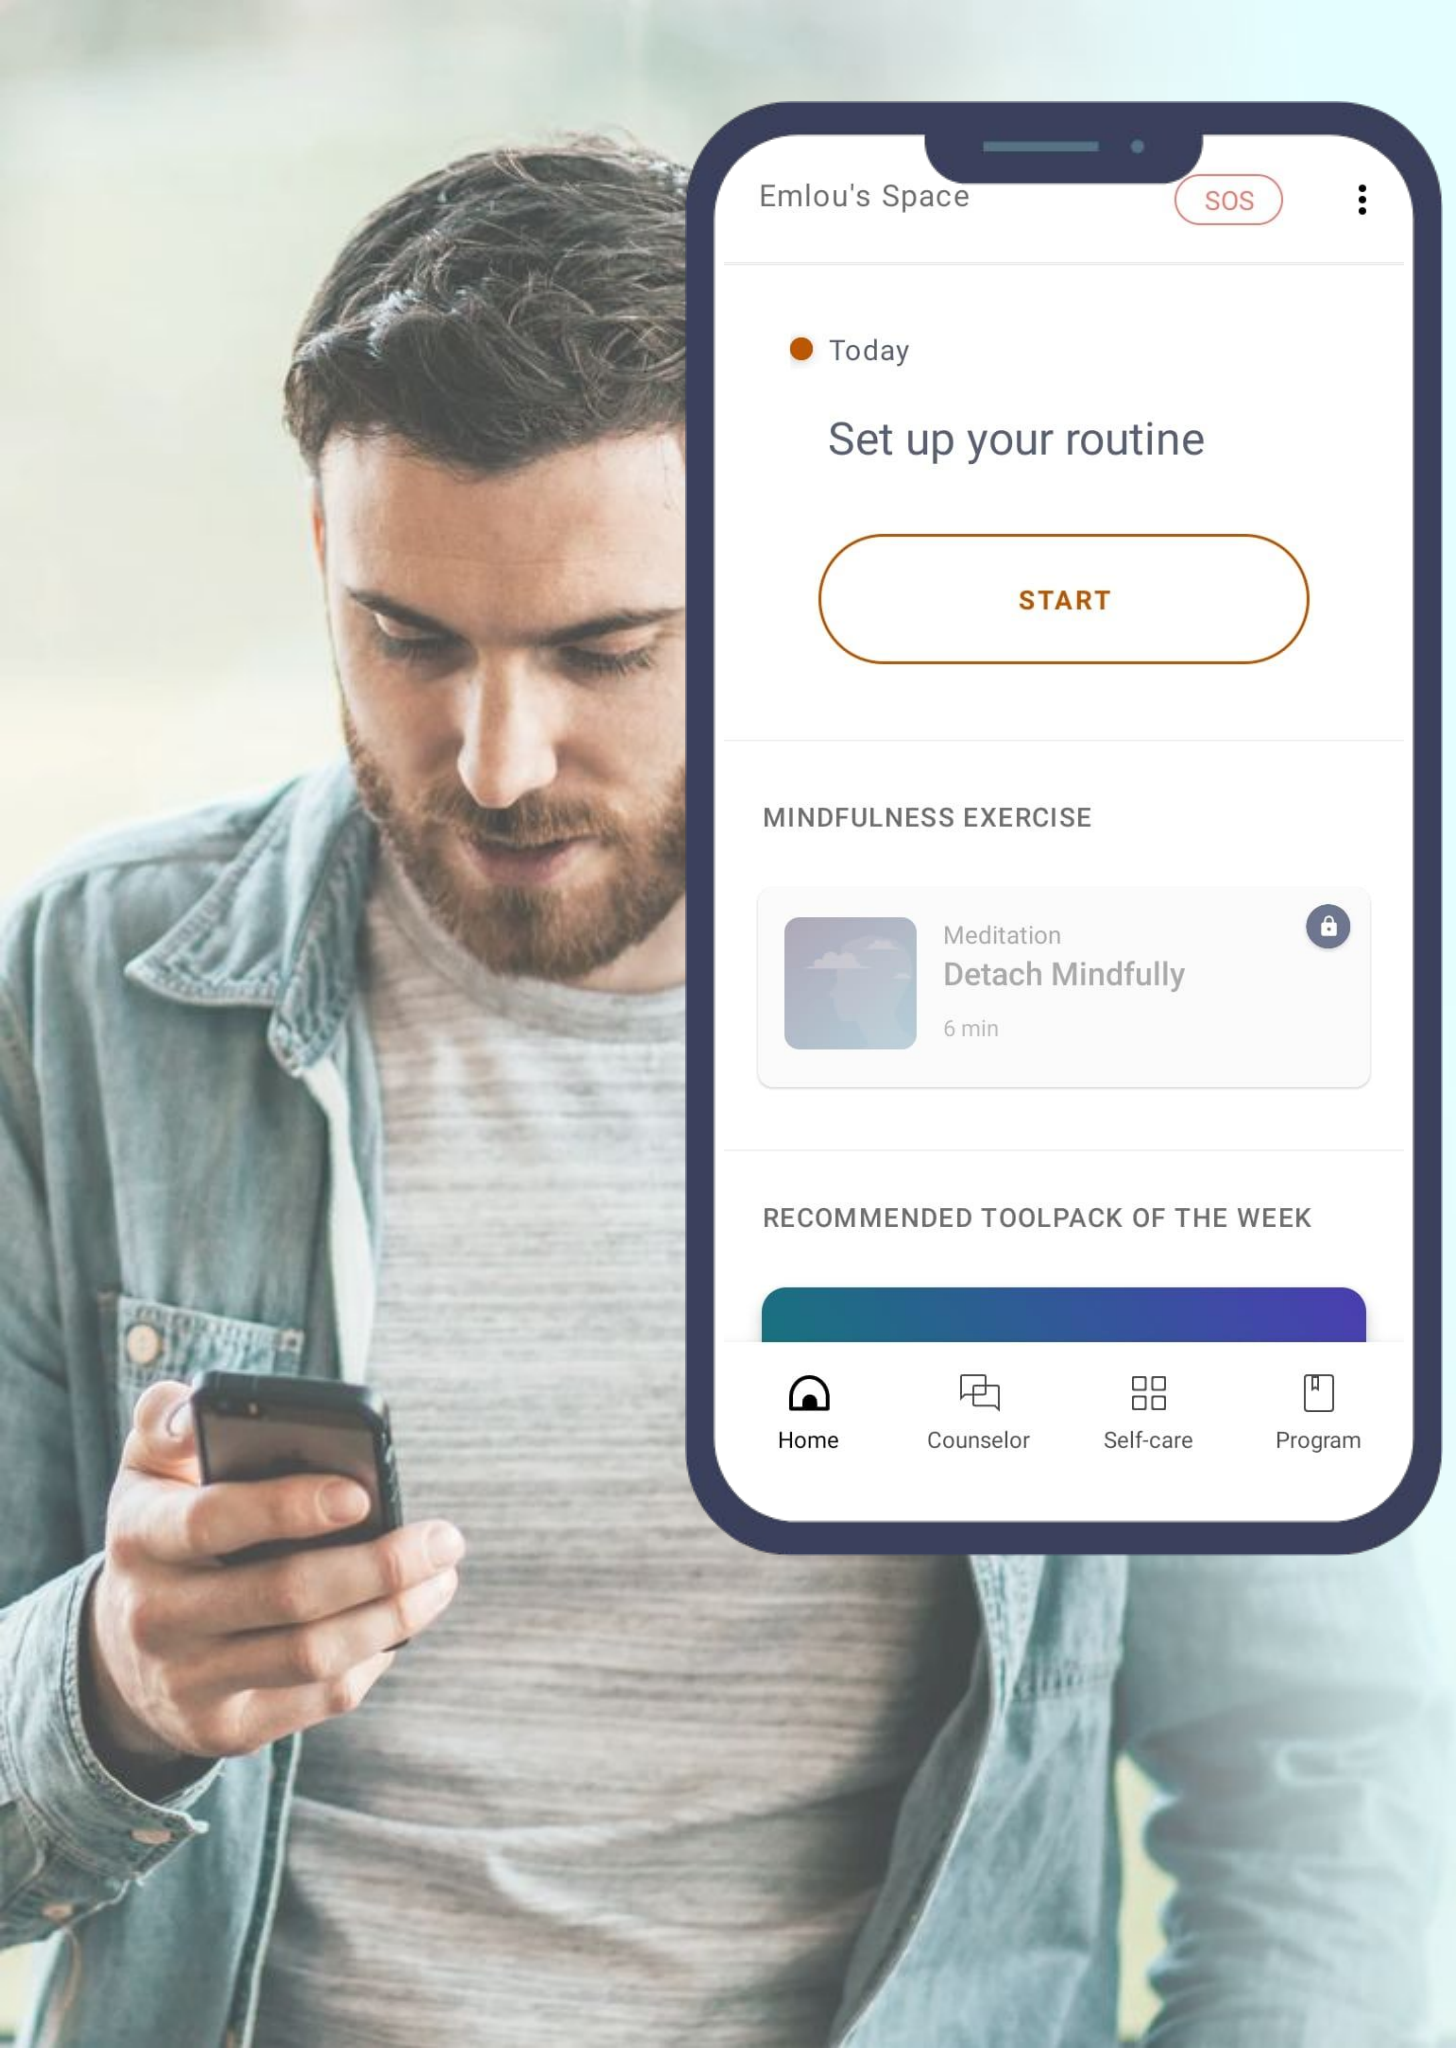 Emlou's Space
SOS
Today
Set up your routine
START
MINDFULNESS EXERCISE
Meditation
Detach Mindfully
6 min
RECOMMENDED TOOLPACK OF THE WEEK
Home
Counselor
Self-care
Program